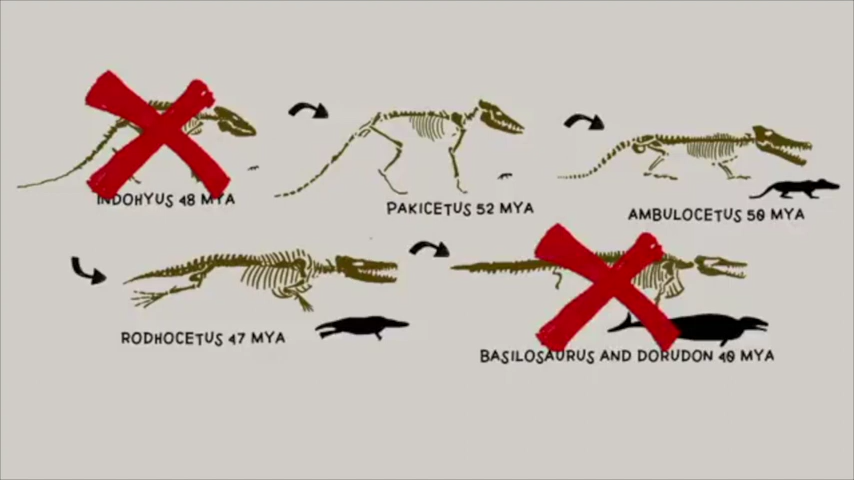 INDOHYUS 48 MYA
PAKICETUS 52 MYA
AMBULOCETUS 50 MYA
RODHOCETUS 47 MYA
BASILOSAURUS AND DORUDON 40 MYA